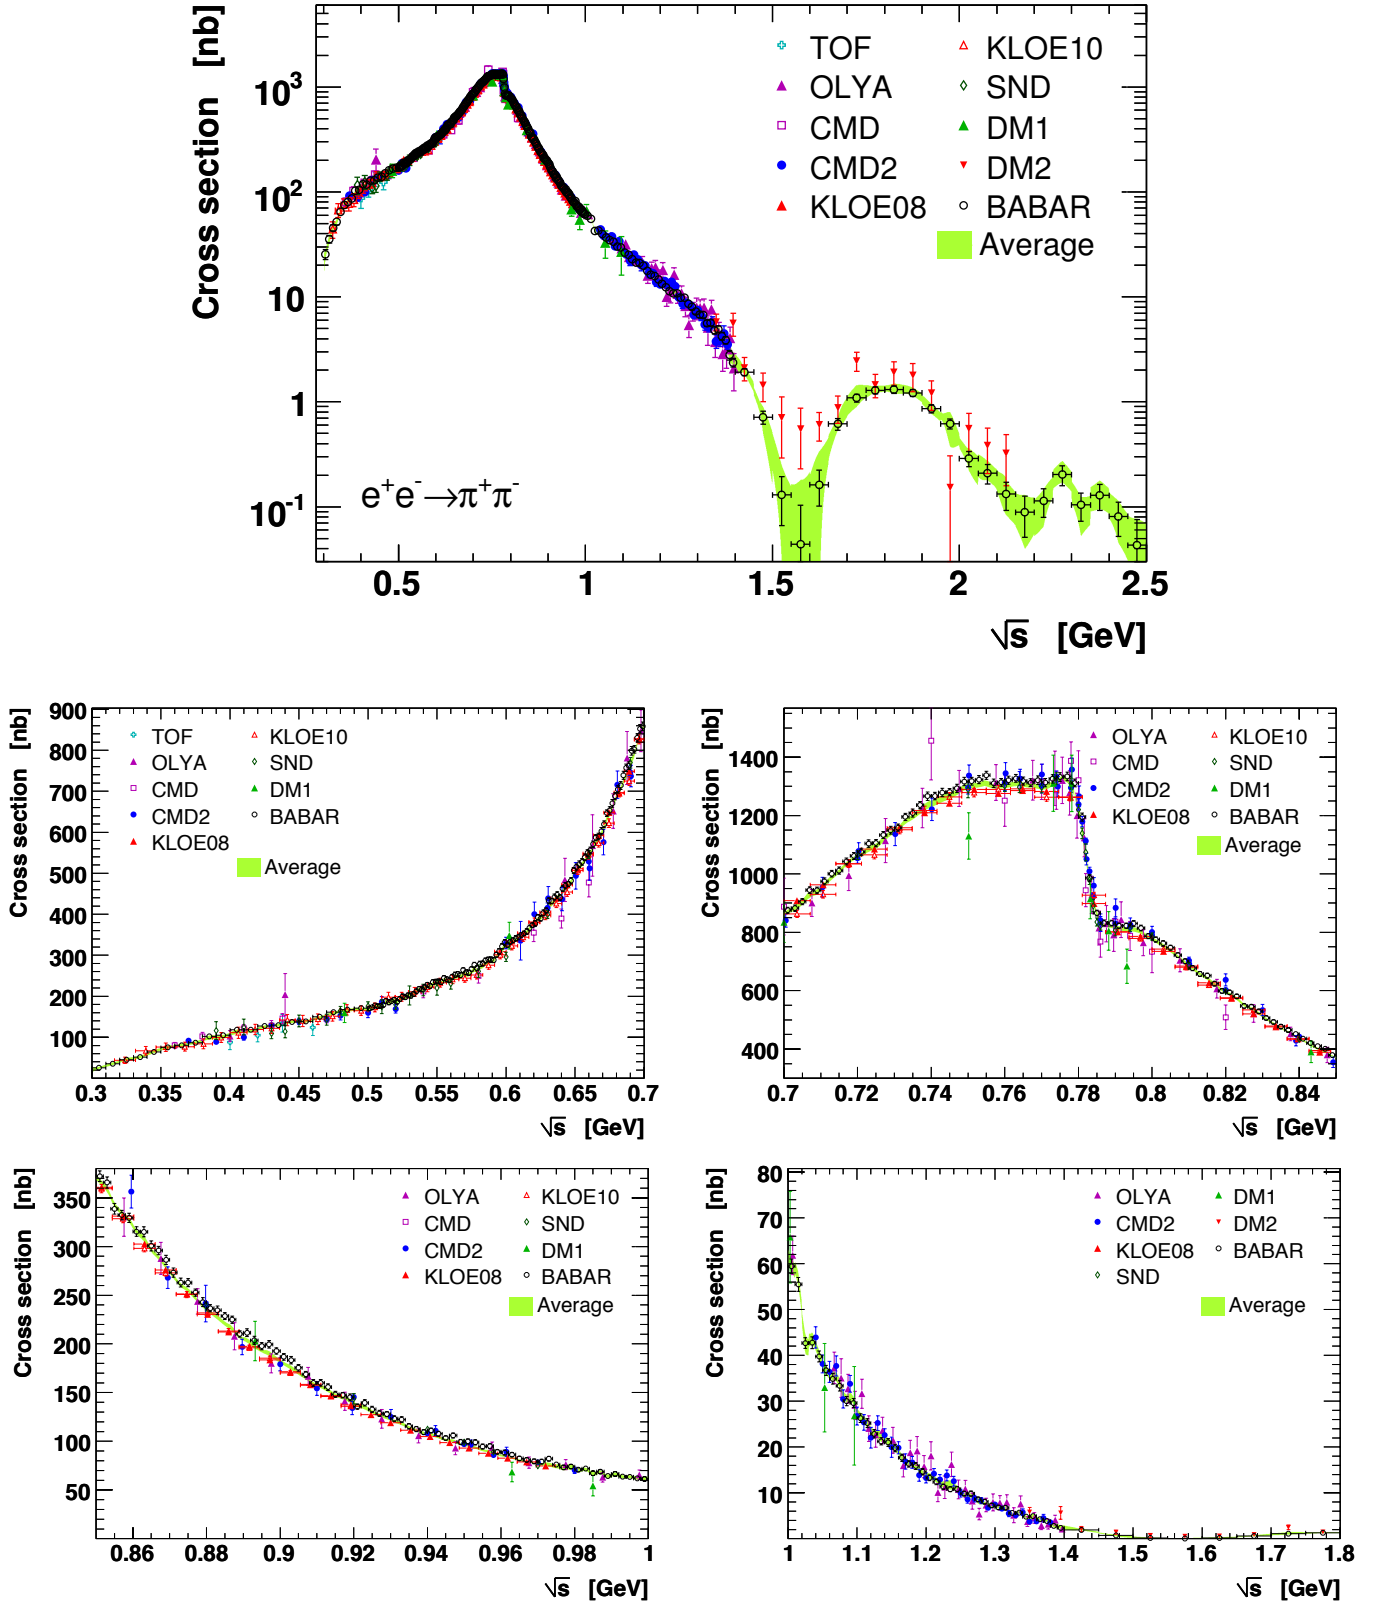 Cross section [nb]
10^3
10^2
10
1
10^-1
TOF
OLYA
CMD
CMD2
KLOE08
KLOE10
SND
DM1
DM2
BABAR
Average
e^+e^-→π^+π^-
0.5 1 1.5 2 2.5
√s [GeV]
Cross section [nb]
900
800
700
600
500
400
300
200
100
TOF
OLYA
CMD
CMD2
KLOE08
KLOE10
SND
DM1
BABAR
Average
0.3 0.35 0.4 0.45 0.5 0.55 0.6 0.65 0.7
√s [GeV]
Cross section [nb]
1400
1200
1000
800
600
400
OLYA
CMD
CMD2
KLOE08
KLOE10
SND
DM1
BABAR
Average
0.7 0.72 0.74 0.76 0.78 0.8 0.82 0.84
√s [GeV]
Cross section [nb]
350
300
250
200
150
100
50
OLYA
CMD
CMD2
KLOE08
KLOE10
SND
DM1
BABAR
Average
0.86 0.88 0.9 0.92 0.94 0.96 0.98 1
√s [GeV]
Cross section [nb]
80
70
60
50
40
30
20
10
OLYA
CMD2
KLOE08
SND
DM1
DM2
BABAR
Average
1 1.1 1.2 1.3 1.4 1.5 1.6 1.7 1.8
√s [GeV]